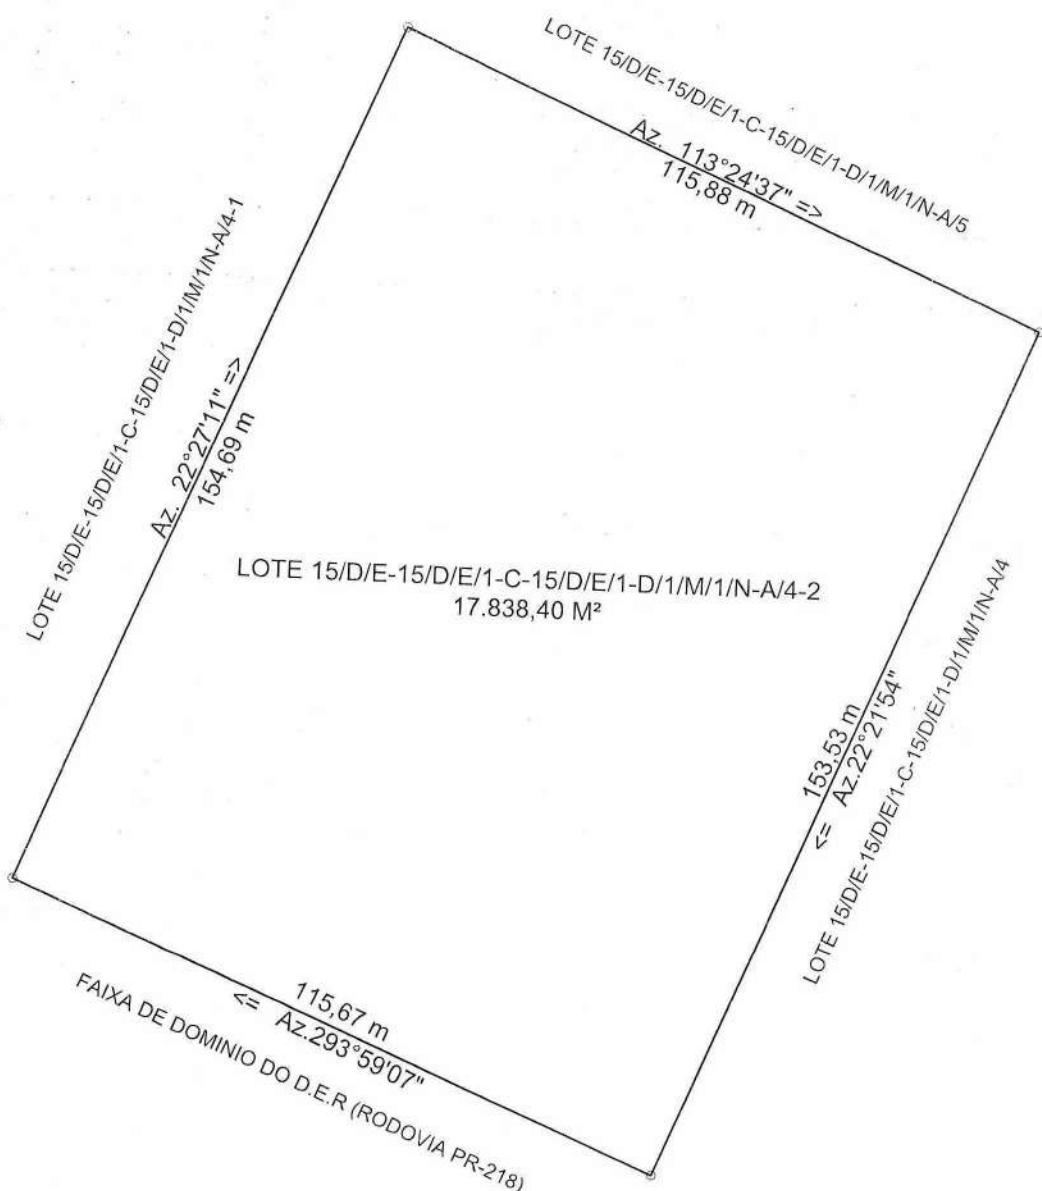 LOTE 15/D/E-15/D/E/1-C-15/D/E/1-D/1/M/1/N-A/5
Az. 113°24'37" =>
115,88 m
LOTE 15/D/E-15/D/E/1-C-15/D/E/1-D/1/M/1/N-A/4-1
Az. 22°27'11" =>
154,69 m
LOTE 15/D/E-15/D/E/1-C-15/D/E/1-D/1/M/1/N-A/4-2
17.838,40 M²
153,53 m
<= Az.22°21'54"
LOTE 15/D/E-15/D/E/1-C-15/D/E/1-D/1/M/1/N-A/4
115,67 m
<= Az.293°59'07"
FAIXA DE DOMINIO DO D.E.R (RODOVIA PR-218)